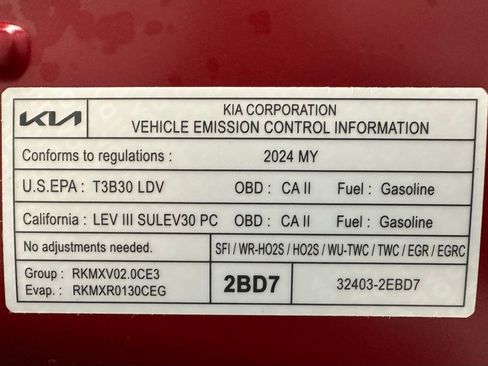 KIA KIA CORPORATION
VEHICLE EMISSION CONTROL INFORMATION
Conforms to regulations : 2024 MY
U.S.EPA : T3B30 LDV OBD : CA II Fuel : Gasoline
California : LEV III SULEV30 PC OBD : CA II Fuel : Gasoline
No adjustments needed. SFI / WR-HO2S / HO2S / WU-TWC / TWC / EGR / EGRC
Group : RKMXV02.0CE3
Evap. : RKMXR0130CEG
2BD7 32403-2EBD7